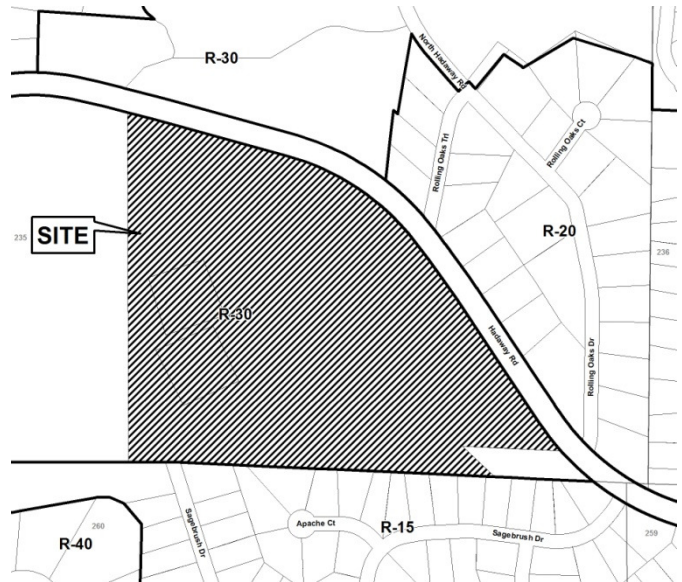 R-30
North Hadaway Rd
Rolling Oaks Ct
Rolling Oaks Trl
R-20
235
SITE
236
R-30
Hadaway Rd
Rolling Oaks Dr
260
R-40
Sagebrush Dr
Apache Ct
R-15
Sagebrush Dr
259